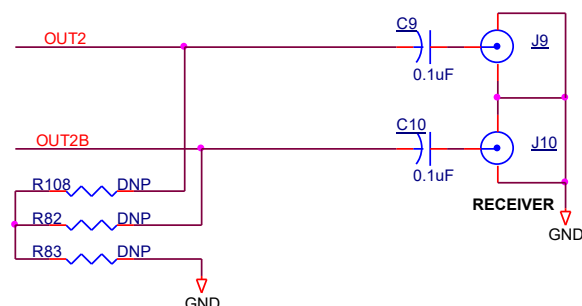 OUT2
C9
J9
0.1uF
OUT2B
C10
J10
0.1uF
R108 DNP
RECEIVER
R82 DNP
GND
R83 DNP
GND